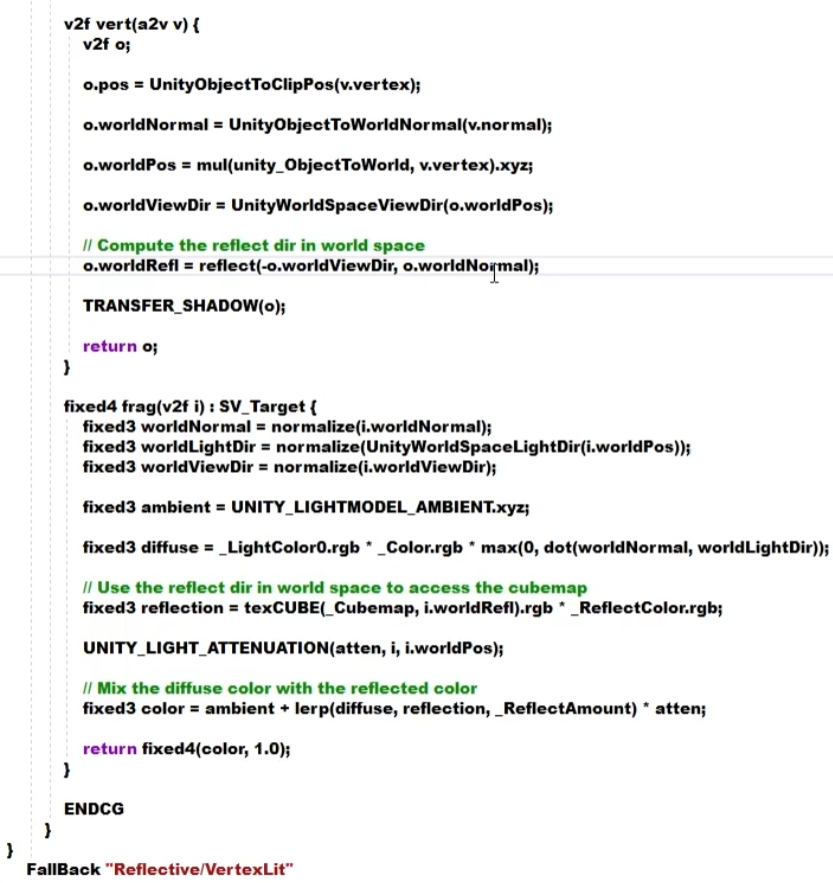 v2f vert(a2v v) {
v2f o;
o.pos = UnityObjectToClipPos(v.vertex);
o.worldNormal = UnityObjectToWorldNormal(v.normal);
o.worldPos = mul(unity_ObjectToWorld, v.vertex).xyz;
o.worldViewDir = UnityWorldSpaceViewDir(o.worldPos);
// Compute the reflect dir in world space
o.worldRefl = reflect(-o.worldViewDir, o.worldNormal);
TRANSFER_SHADOW(o);
return o;
}
fixed4 frag(v2f i) : SV_Target {
fixed3 worldNormal = normalize(i.worldNormal);
fixed3 worldLightDir = normalize(UnityWorldSpaceLightDir(i.worldPos));
fixed3 worldViewDir = normalize(i.worldViewDir);
fixed3 ambient = UNITY_LIGHTMODEL_AMBIENT.xyz;
fixed3 diffuse = _LightColor0.rgb * _Color.rgb * max(0, dot(worldNormal, worldLightDir));
// Use the reflect dir in world space to access the cubemap
fixed3 reflection = texCUBE(_Cubemap, i.worldRefl).rgb * _ReflectColor.rgb;
UNITY_LIGHT_ATTENUATION(atten, i, i.worldPos);
// Mix the diffuse color with the reflected color
fixed3 color = ambient + lerp(diffuse, reflection, _ReflectAmount) * atten;
return fixed4(color, 1.0);
}
ENDCG
}
}
FallBack "Reflective/VertexLit"